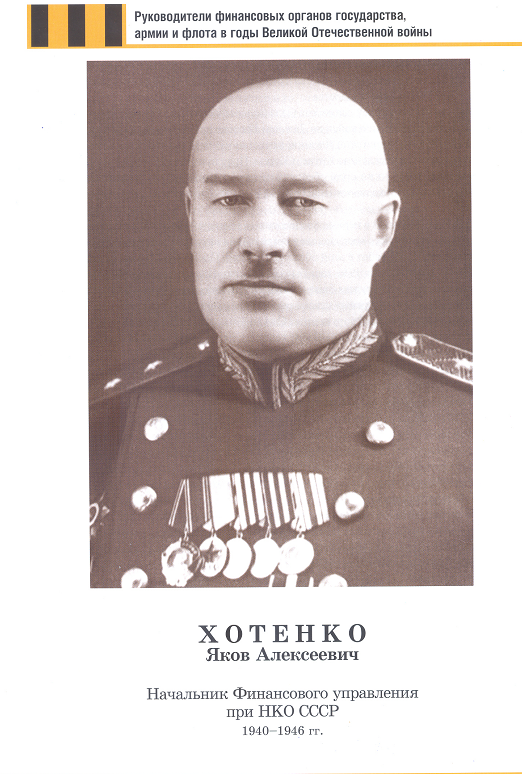 Руководители финансовых органов государства,
армии и флота в годы Великой Отечественной войны
ХОТЕНКО
Яков Алексеевич
Начальник Финансового управления
при НКО СССР
1940–1946 гг.